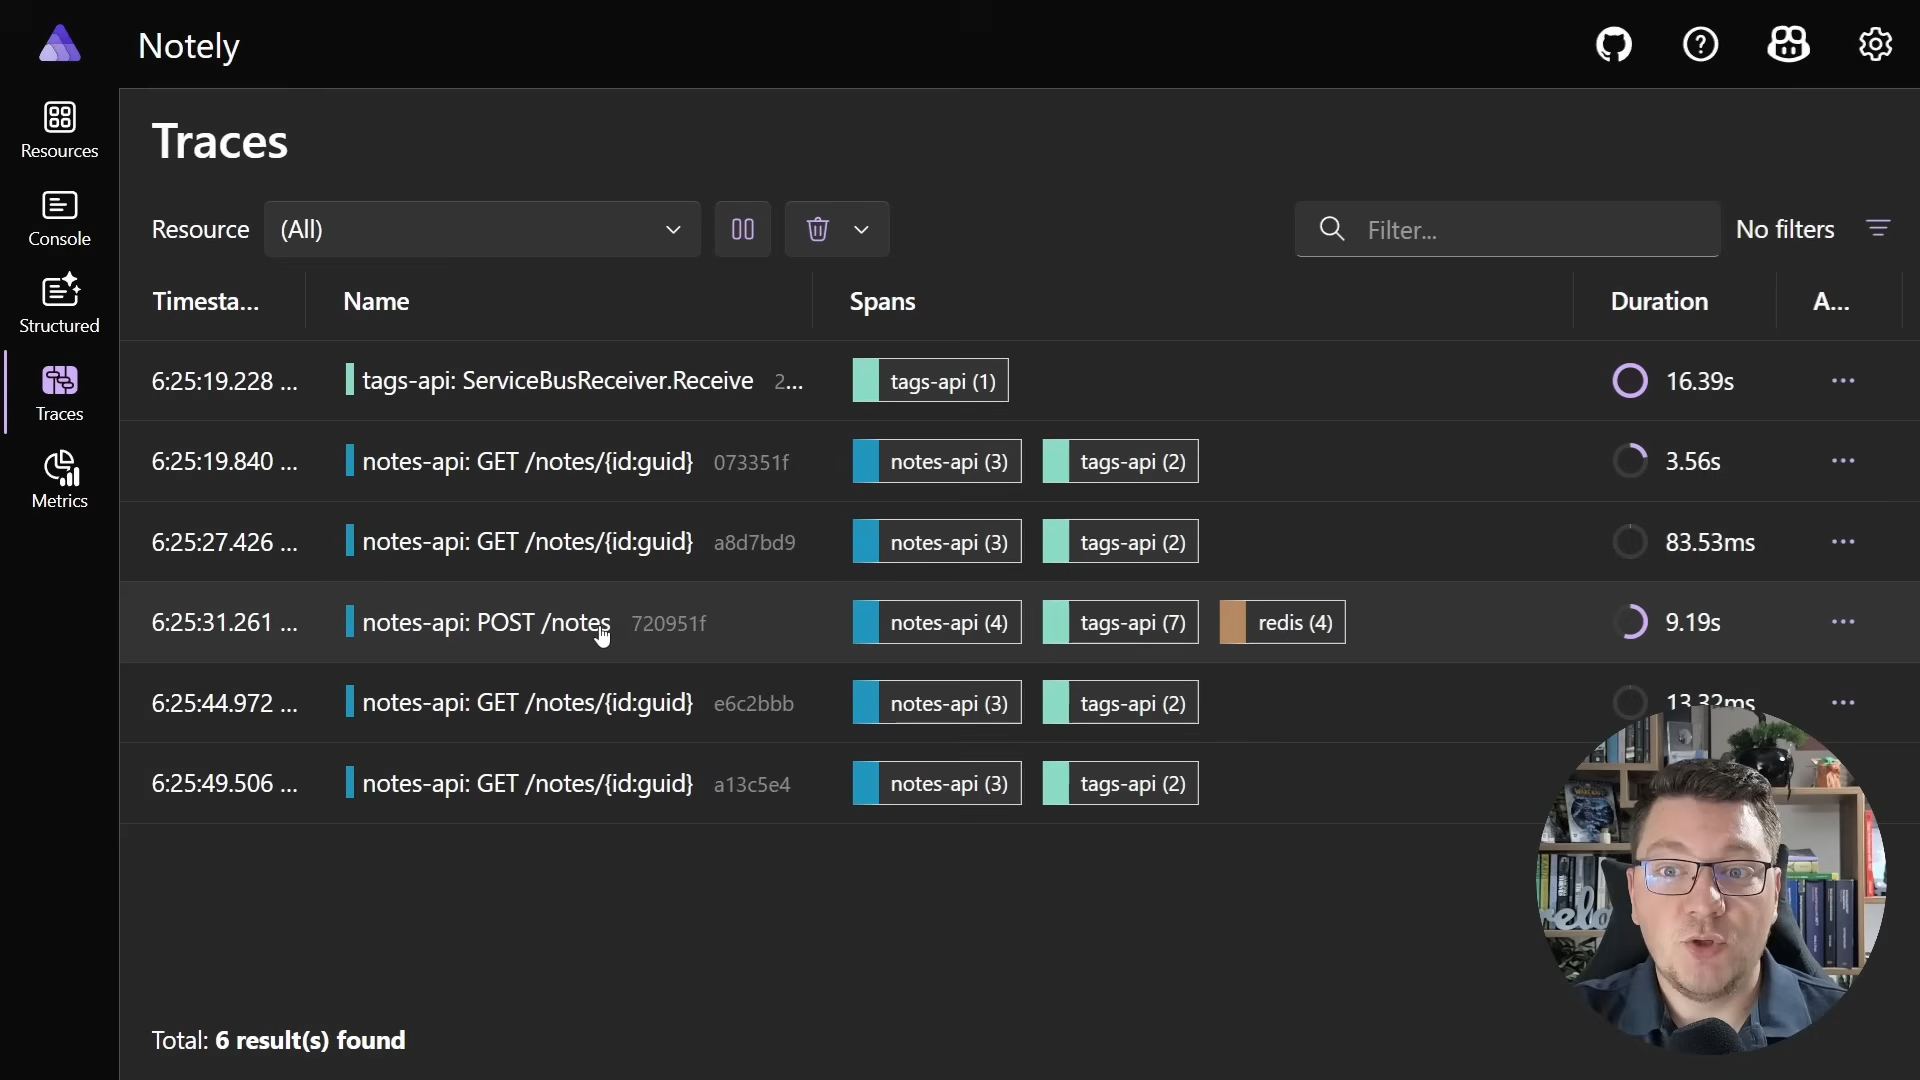 Notely
Resources
Console
Structured
Traces
Metrics
Traces
Resource (All) Filter... No filters
Timesta... Name Spans Duration A...
6:25:19.228 ... tags-api: ServiceBusReceiver.Receive 2... tags-api (1) 16.39s
6:25:19.840 ... notes-api: GET /notes/{id:guid} 073351f notes-api (3) tags-api (2) 3.56s
6:25:27.426 ... notes-api: GET /notes/{id:guid} a8d7bd9 notes-api (3) tags-api (2) 83.53ms
6:25:31.261 ... notes-api: POST /notes 720951f notes-api (4) tags-api (7) redis (4) 9.19s
6:25:44.972 ... notes-api: GET /notes/{id:guid} e6c2bbb notes-api (3) tags-api (2) 13.32ms
6:25:49.506 ... notes-api: GET /notes/{id:guid} a13c5e4 notes-api (3) tags-api (2)
Total: 6 result(s) found